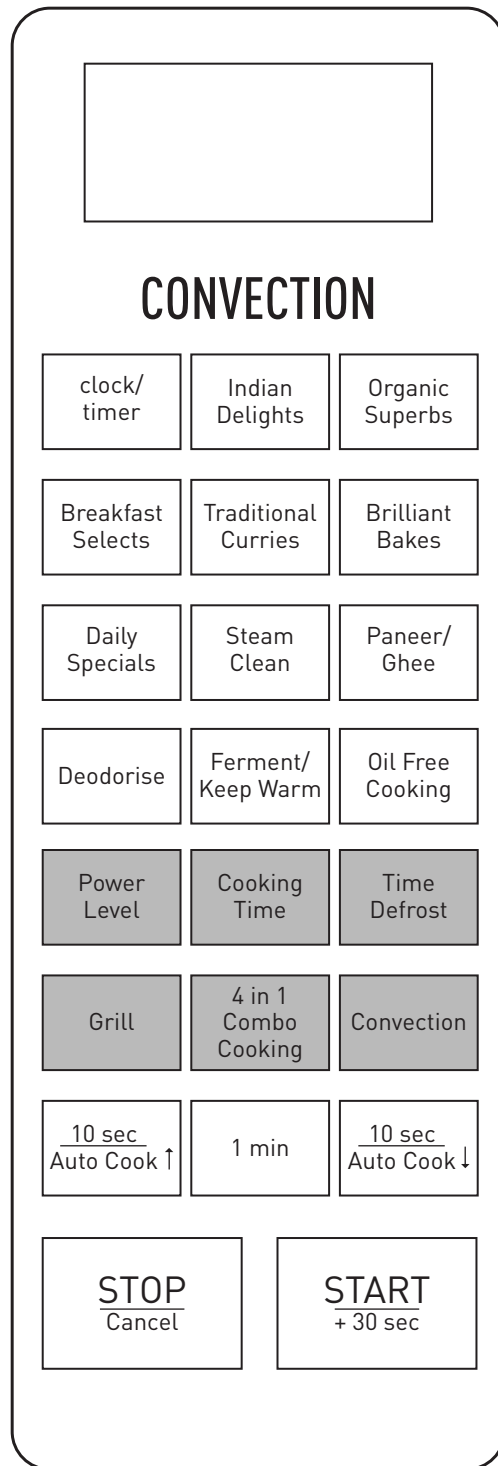 CONVECTION
clock/
timer
Indian
Delights
Organic
Superbs
Breakfast
Selects
Traditional
Curries
Brilliant
Bakes
Daily
Specials
Steam
Clean
Paneer/
Ghee
Deodorise
Ferment/
Keep Warm
Oil Free
Cooking
Power
Level
Cooking
Time
Time
Defrost
Grill
4 in 1
Combo
Cooking
Convection
10 sec
Auto Cook ↑
1 min
10 sec
Auto Cook ↓
STOP
Cancel
START
+ 30 sec